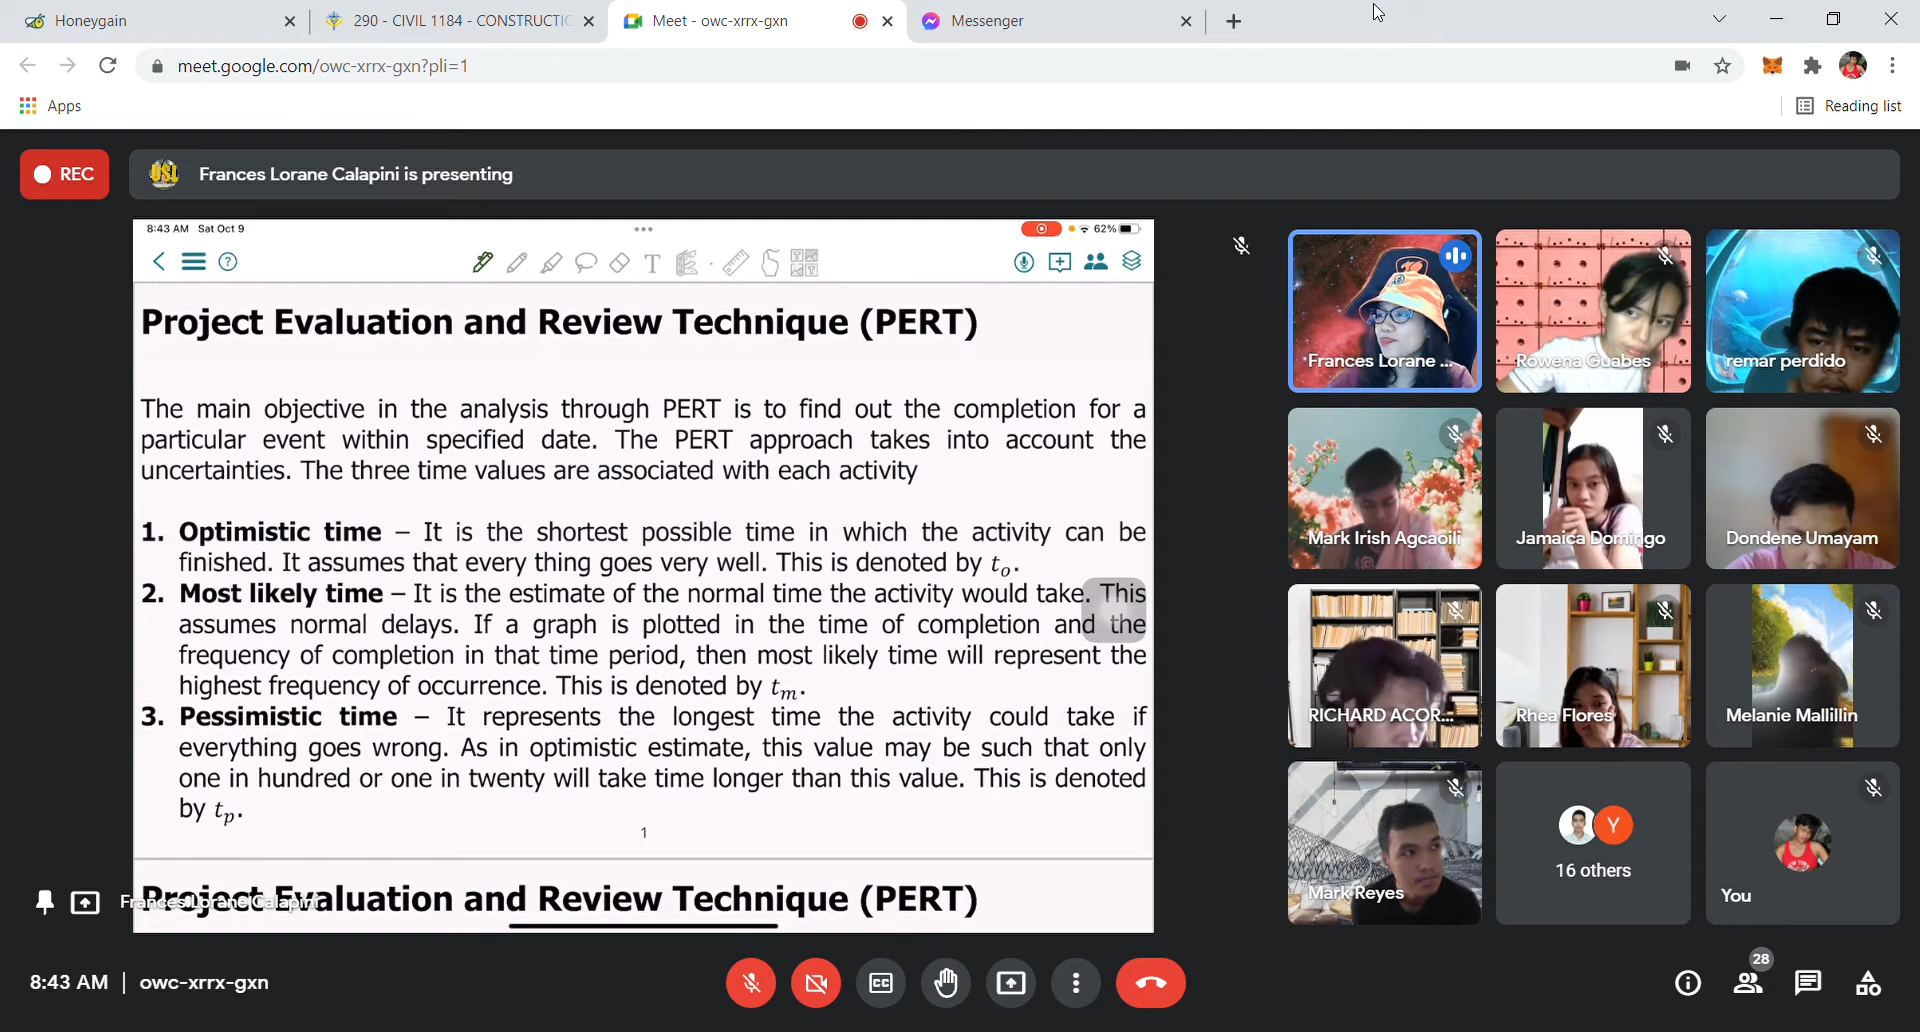 Honeygain
290 - CIVIL 1184 - CONSTRUCTIC
Meet - owc-xrrx-gxn
Messenger
meet.google.com/owc-xrrx-gxn?pli=1
Apps
Reading list
REC
USL
Frances Lorane Calapini is presenting
8:43 AM Sat Oct 9
62%
T
Project Evaluation and Review Technique (PERT)
The main objective in the analysis through PERT is to find out the completion for a
particular event within specified date. The PERT approach takes into account the
uncertainties. The three time values are associated with each activity
1. Optimistic time – It is the shortest possible time in which the activity can be
finished. It assumes that every thing goes very well. This is denoted by tₒ.
2. Most likely time – It is the estimate of the normal time the activity would take. This
assumes normal delays. If a graph is plotted in the time of completion and the
frequency of completion in that time period, then most likely time will represent the
highest frequency of occurrence. This is denoted by tₘ.
3. Pessimistic time – It represents the longest time the activity could take if
everything goes wrong. As in optimistic estimate, this value may be such that only
one in hundred or one in twenty will take time longer than this value. This is denoted
by tₚ.
1
Project Evaluation and Review Technique (PERT)
Frances Lorane Calapini
Frances Lorane ...
Rowena Guabes
remar perdido
Mark Irish Agcaoili
Jamaica Domingo
Dondene Umayam
RICHARD ACOR...
Rhea Flores
Melanie Mallillin
Mark Reyes
Y
16 others
You
8:43 AM | owc-xrrx-gxn
CC
28